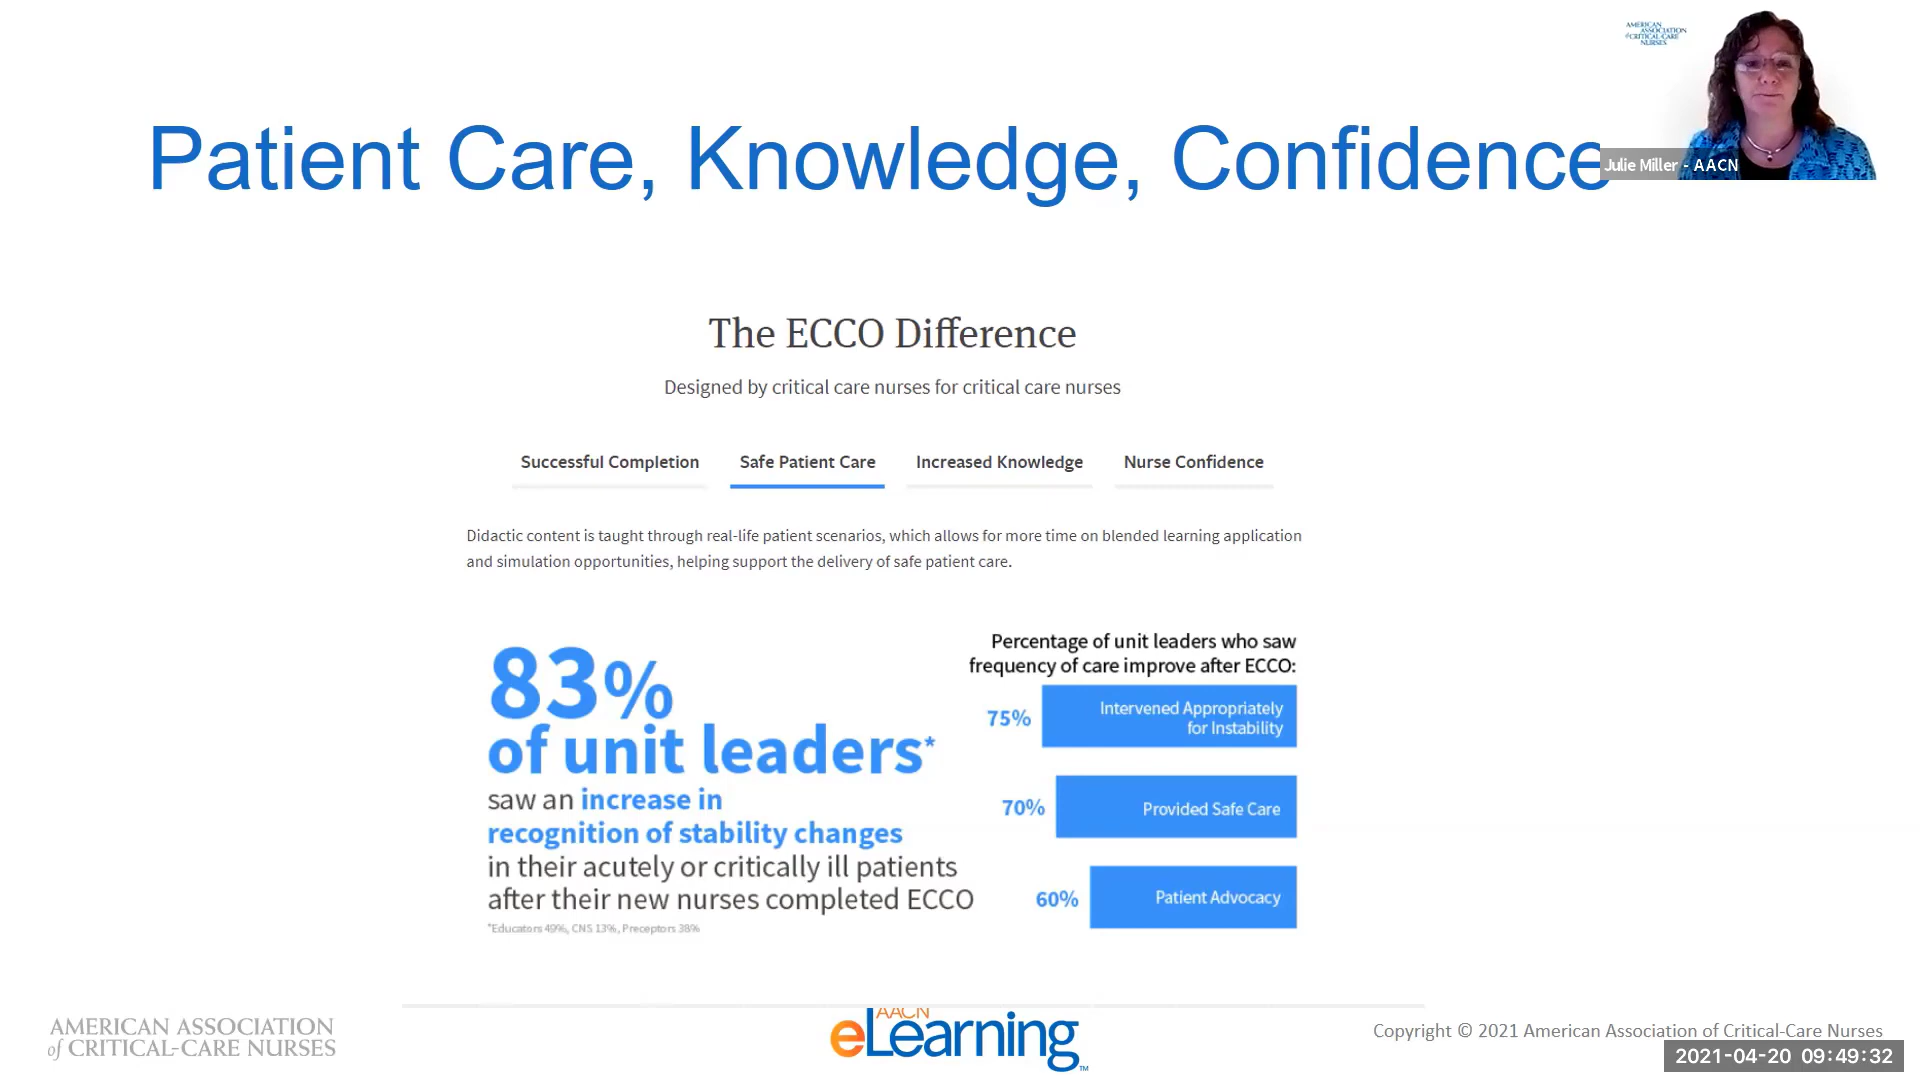 AMERICAN
ASSOCIATION
of CRITICAL-CARE
NURSES
Patient Care, Knowledge, Confidence
Julie Miller - AACN
The ECCO Difference
Designed by critical care nurses for critical care nurses
Successful Completion Safe Patient Care Increased Knowledge Nurse Confidence
Didactic content is taught through real-life patient scenarios, which allows for more time on blended learning application
and simulation opportunities, helping support the delivery of safe patient care.
83%
of unit leaders*
saw an increase in
recognition of stability changes
in their acutely or critically ill patients
after their new nurses completed ECCO
*Educators 49%, CNS 13%, Preceptors 38%
Percentage of unit leaders who saw
frequency of care improve after ECCO:
75% Intervened Appropriately
for Instability
70% Provided Safe Care
60% Patient Advocacy
AMERICAN ASSOCIATION
of CRITICAL-CARE NURSES
AACN
eLearning™
Copyright © 2021 American Association of Critical-Care Nurses
2021-04-20 09:49:32